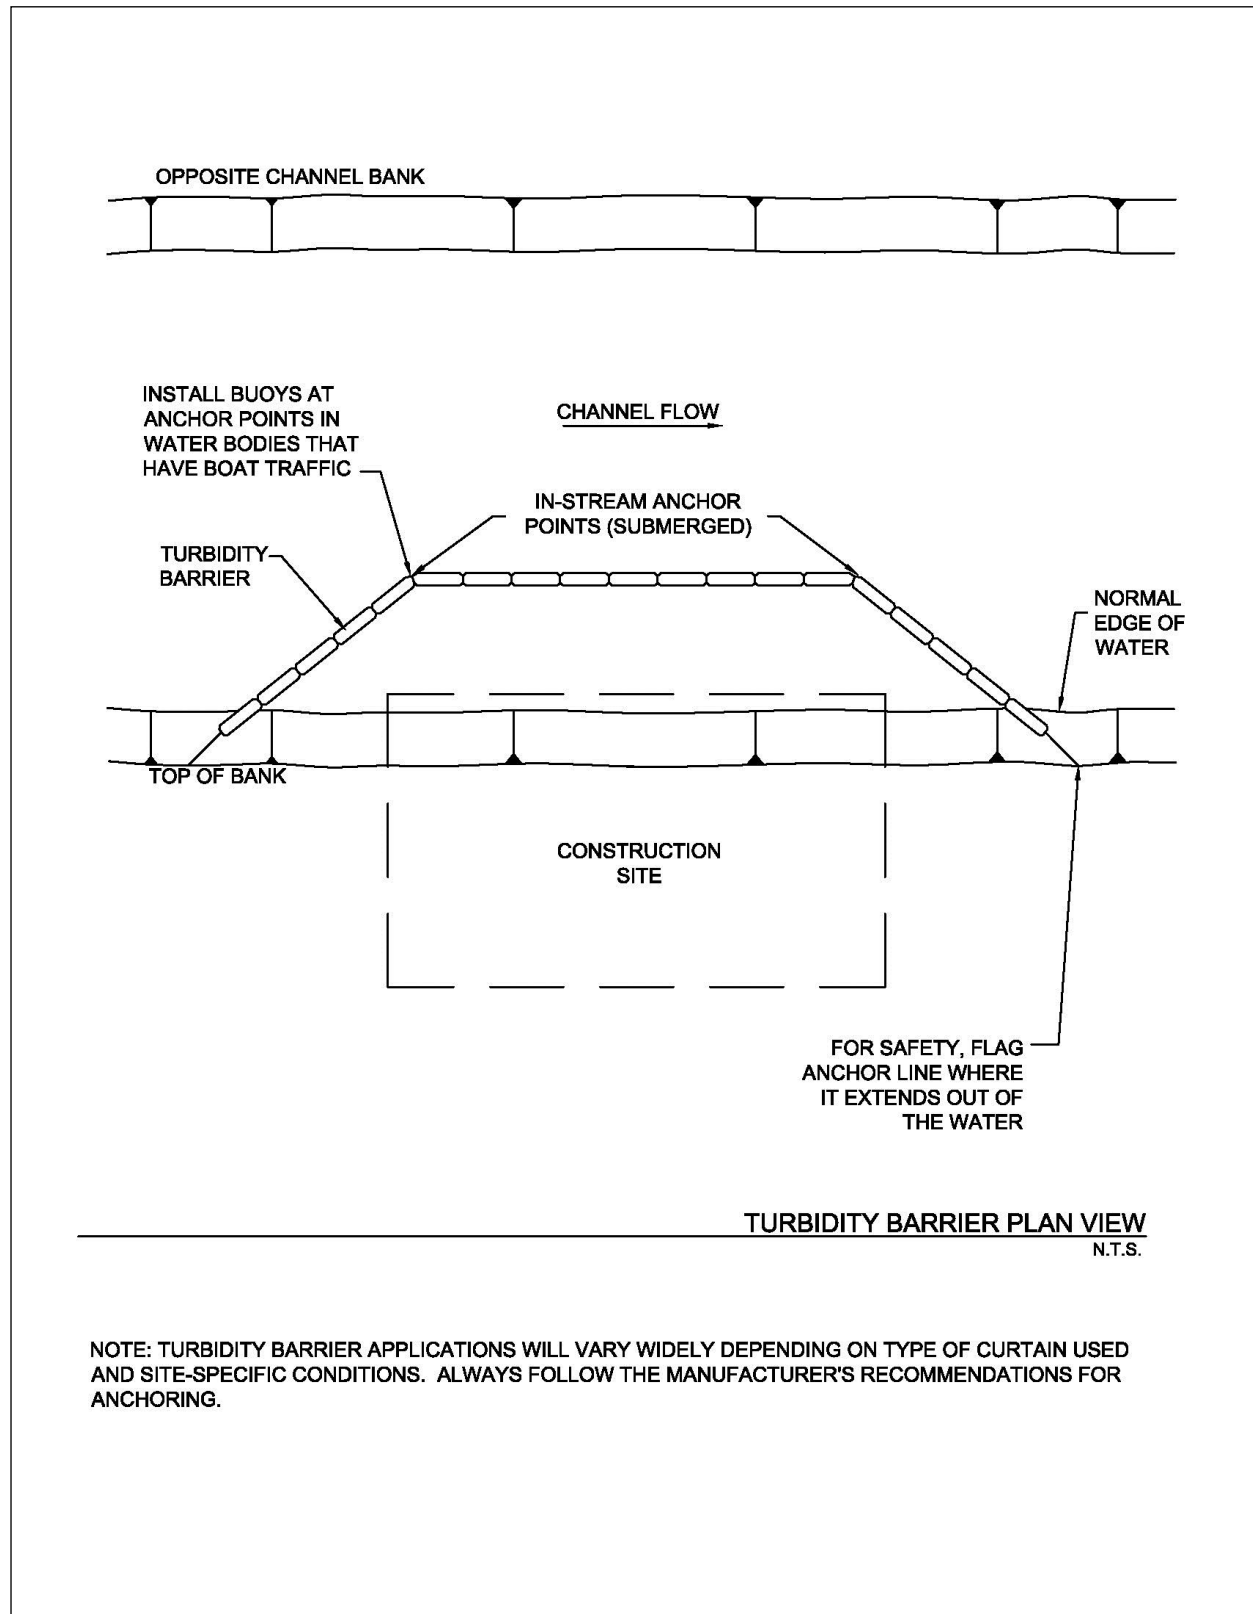 OPPOSITE CHANNEL BANK
INSTALL BUOYS AT
ANCHOR POINTS IN
WATER BODIES THAT
HAVE BOAT TRAFFIC
CHANNEL FLOW
IN-STREAM ANCHOR
POINTS (SUBMERGED)
TURBIDITY
BARRIER
NORMAL
EDGE OF
WATER
TOP OF BANK
CONSTRUCTION
SITE
FOR SAFETY, FLAG
ANCHOR LINE WHERE
IT EXTENDS OUT OF
THE WATER
TURBIDITY BARRIER PLAN VIEW
N.T.S.
NOTE: TURBIDITY BARRIER APPLICATIONS WILL VARY WIDELY DEPENDING ON TYPE OF CURTAIN USED
AND SITE-SPECIFIC CONDITIONS. ALWAYS FOLLOW THE MANUFACTURER'S RECOMMENDATIONS FOR
ANCHORING.